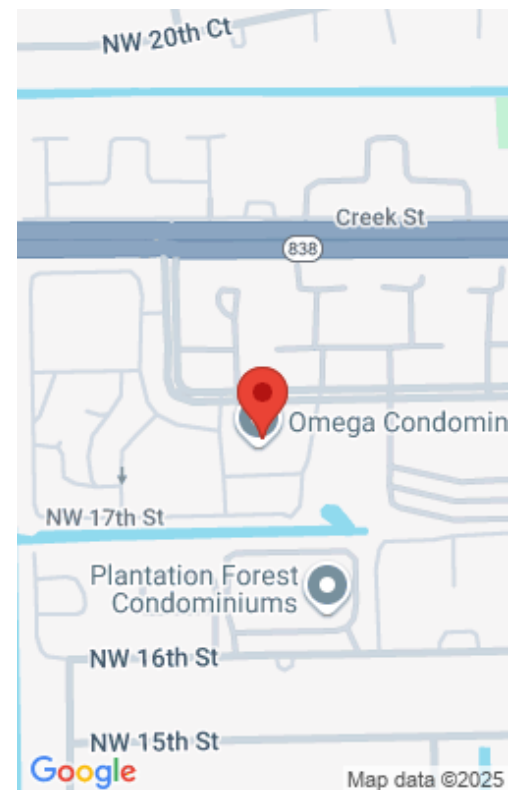 NW 20th Ct
Creek St
838
Omega Condomin
NW 17th St
Plantation Forest
Condominiums
NW 16th St
NW 15th St
Google
Map data ©2025